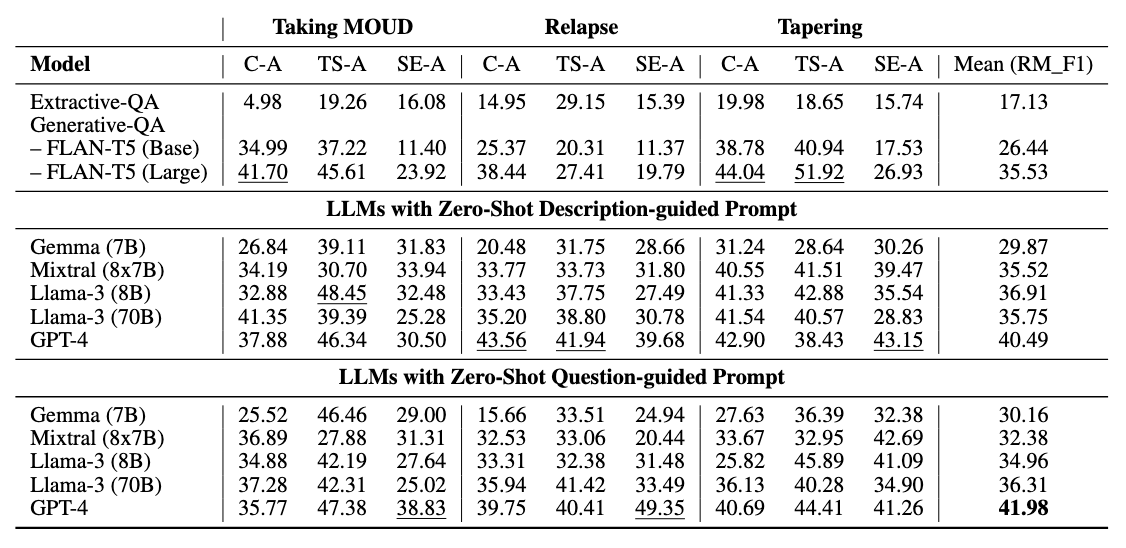 Taking MOUD Relapse Tapering
Model C-A TS-A SE-A C-A TS-A SE-A C-A TS-A SE-A Mean (RM_F1)
Extractive-QA 4.98 19.26 16.08 14.95 29.15 15.39 19.98 18.65 15.74 17.13
Generative-QA
– FLAN-T5 (Base) 34.99 37.22 11.40 25.37 20.31 11.37 38.78 40.94 17.53 26.44
– FLAN-T5 (Large) 41.70 45.61 23.92 38.44 27.41 19.79 44.04 51.92 26.93 35.53
LLMs with Zero-Shot Description-guided Prompt
Gemma (7B) 26.84 39.11 31.83 20.48 31.75 28.66 31.24 28.64 30.26 29.87
Mixtral (8x7B) 34.19 30.70 33.94 33.77 33.73 31.80 40.55 41.51 39.47 35.52
Llama-3 (8B) 32.88 48.45 32.48 33.43 37.75 27.49 41.33 42.88 35.54 36.91
Llama-3 (70B) 41.35 39.39 25.28 35.20 38.80 30.78 41.54 40.57 28.83 35.75
GPT-4 37.88 46.34 30.50 43.56 41.94 39.68 42.90 38.43 43.15 40.49
LLMs with Zero-Shot Question-guided Prompt
Gemma (7B) 25.52 46.46 29.00 15.66 33.51 24.94 27.63 36.39 32.38 30.16
Mixtral (8x7B) 36.89 27.88 31.31 32.53 33.06 20.44 33.67 32.95 42.69 32.38
Llama-3 (8B) 34.88 42.19 27.64 33.31 32.38 31.48 25.82 45.89 41.09 34.96
Llama-3 (70B) 37.28 42.31 25.02 35.94 41.42 33.49 36.13 40.28 34.90 36.31
GPT-4 35.77 47.38 38.83 39.75 40.41 49.35 40.69 44.41 41.26 41.98